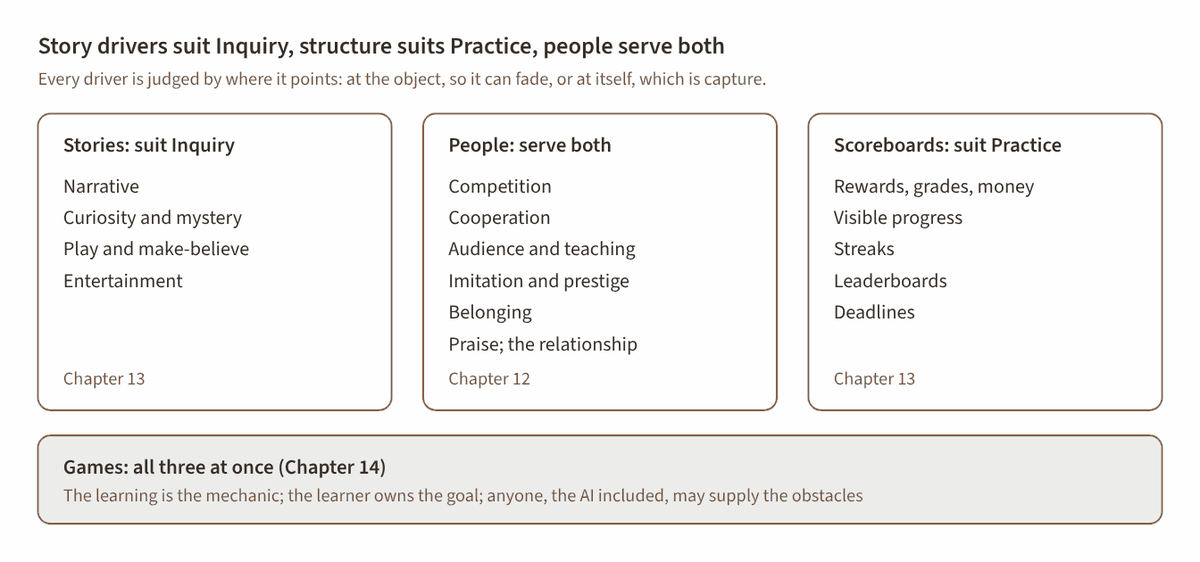 Story drivers suit Inquiry, structure suits Practice, people serve both
Every driver is judged by where it points: at the object, so it can fade, or at itself, which is capture.
Stories: suit Inquiry
Narrative
Curiosity and mystery
Play and make-believe
Entertainment
Chapter 13
People: serve both
Competition
Cooperation
Audience and teaching
Imitation and prestige
Belonging
Praise; the relationship
Chapter 12
Scoreboards: suit Practice
Rewards, grades, money
Visible progress
Streaks
Leaderboards
Deadlines
Chapter 13
Games: all three at once (Chapter 14)
The learning is the mechanic; the learner owns the goal; anyone, the AI included, may supply the obstacles